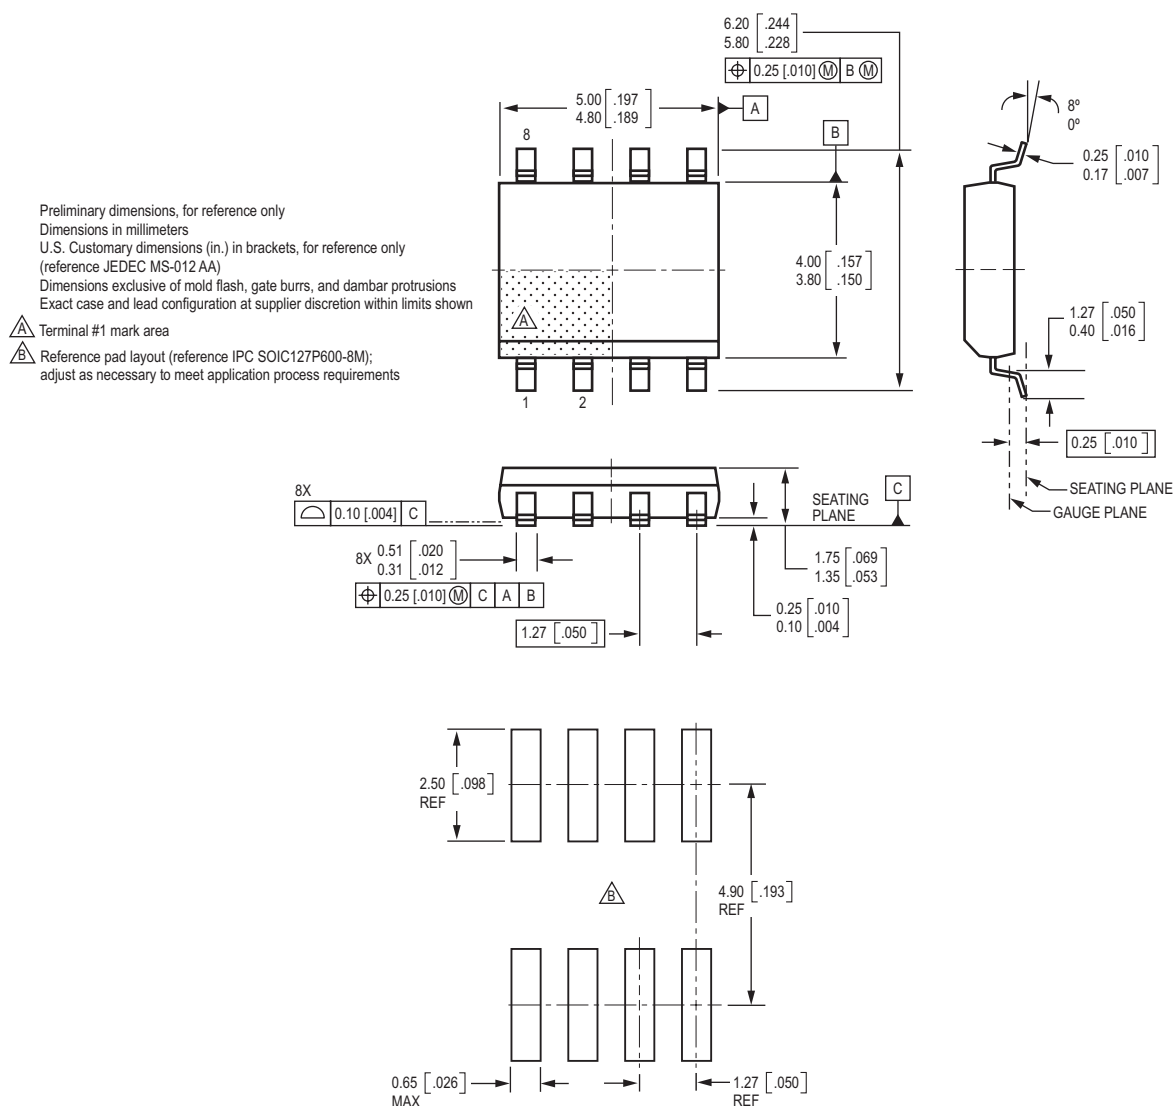 6.20 [.244
5.80 .228]
⌖ 0.25 [.010] Ⓜ B Ⓜ
5.00 [.197
4.80 .189]
A
B
8
8º
0º
0.25 [.010
0.17 .007]
Preliminary dimensions, for reference only
Dimensions in millimeters
U.S. Customary dimensions (in.) in brackets, for reference only
(reference JEDEC MS-012 AA)
Dimensions exclusive of mold flash, gate burrs, and dambar protrusions
Exact case and lead configuration at supplier discretion within limits shown
A Terminal #1 mark area
B Reference pad layout (reference IPC SOIC127P600-8M);
adjust as necessary to meet application process requirements
4.00 [.157
3.80 .150]
A
1.27 [.050
0.40 .016]
1
2
0.25 [.010]
SEATING PLANE
GAUGE PLANE
8X
⌓ 0.10 [.004] C
SEATING
PLANE
C
8X 0.51 [.020
0.31 .012]
⌖ 0.25 [.010] Ⓜ C A B
1.75 [.069
1.35 .053]
0.25 [.010
0.10 .004]
1.27 [.050]
2.50 [.098]
REF
B
4.90 [.193]
REF
0.65 [.026]
MAX
1.27 [.050]
REF